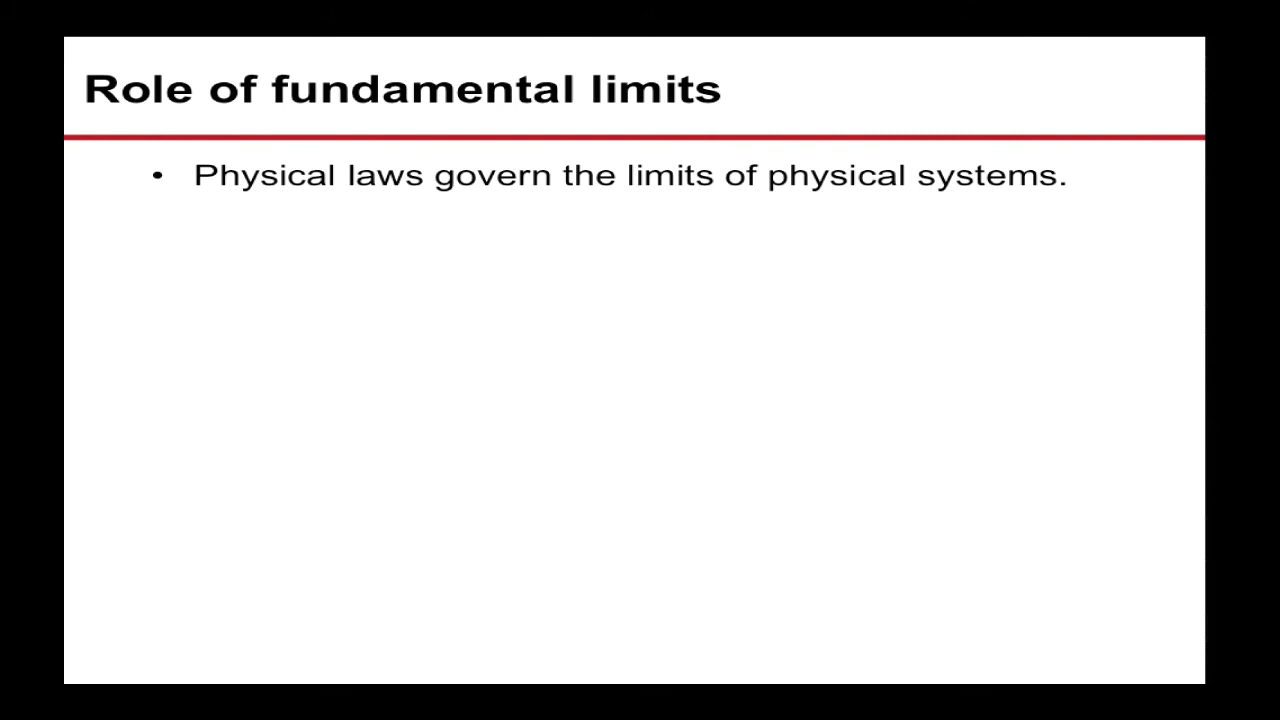 Role of fundamental limits
• Physical laws govern the limits of physical systems.